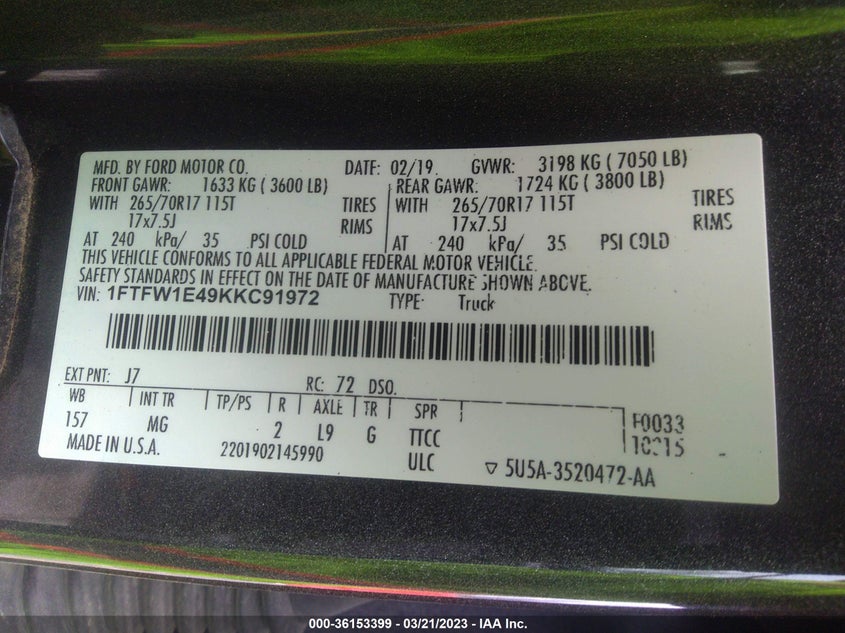 MFD. BY FORD MOTOR CO. DATE: 02/19 GVWR: 3198 KG ( 7050 LB)
FRONT GAWR: 1633 KG ( 3600 LB) REAR GAWR: 1724 KG ( 3800 LB)
WITH 265/70R17 115T TIRES WITH 265/70R17 115T TIRES
17x7.5J RIMS 17x7.5J RIMS
AT 240 kPa/ 35 PSI COLD AT 240 kPa/ 35 PSI COLD
THIS VEHICLE CONFORMS TO ALL APPLICABLE FEDERAL MOTOR VEHICLE
SAFETY STANDARDS IN EFFECT ON THE DATE OF MANUFACTURE SHOWN ABOVE.
VIN: 1FTFW1E49KKC91972 TYPE: Truck
EXT PNT: J7 RC: 72 DSO:
WB INT TR TP/PS R AXLE TR SPR
157 MG 2 L9 G TTCC F0033
MADE IN U.S.A. 2201902145990 ULC ▽ 5U5A-3520472-AA
000-36153399 - 03/21/2023 - IAA Inc.